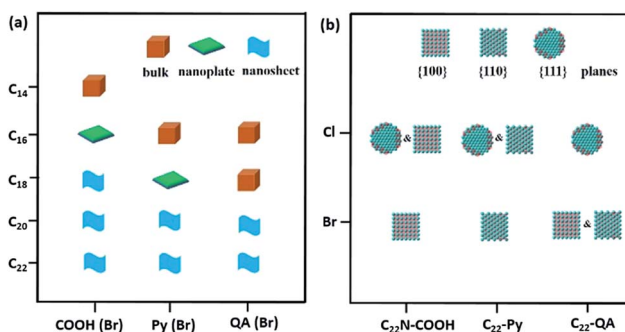 (a)
bulk nanoplate nanosheet
C14
C16
C18
C20
C22
COOH (Br) Py (Br) QA (Br)
(b)
{100} {110} {111} planes
Cl & &
Br &
C22N-COOH C22-Py C22-QA